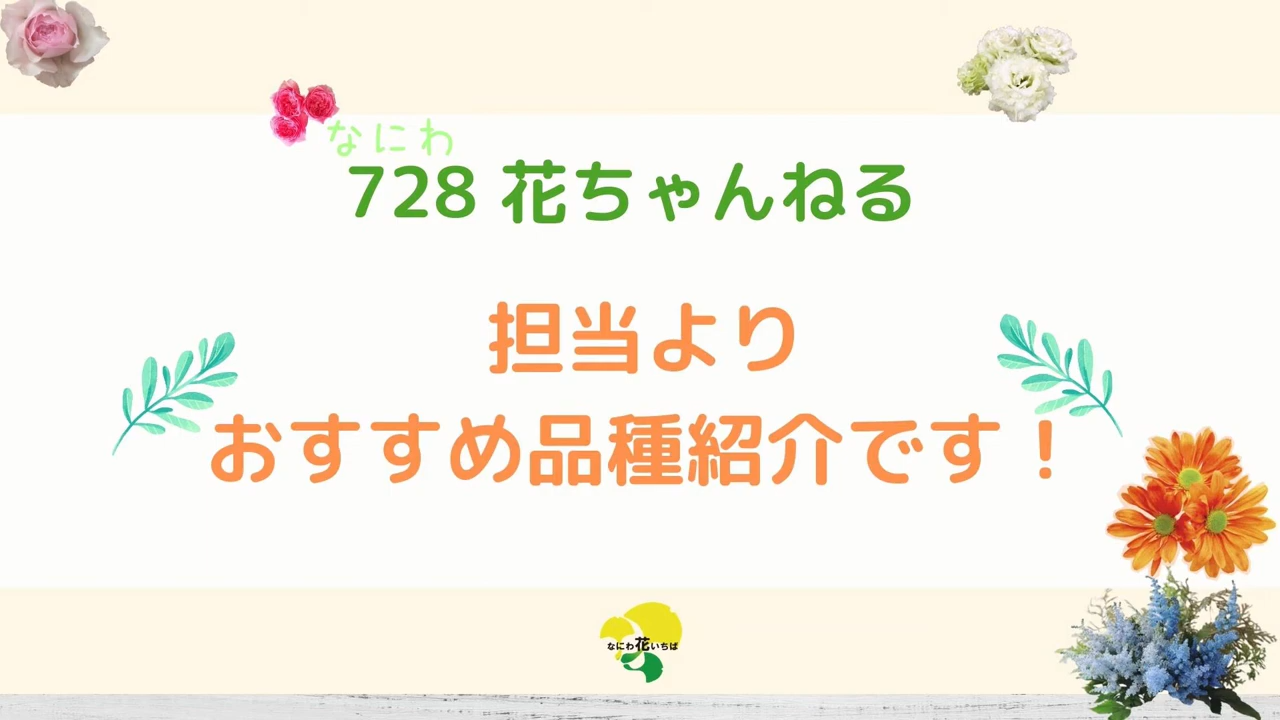 なにわ
728 花ちゃんねる
担当より
おすすめ品種紹介です！
なにわ花いちば